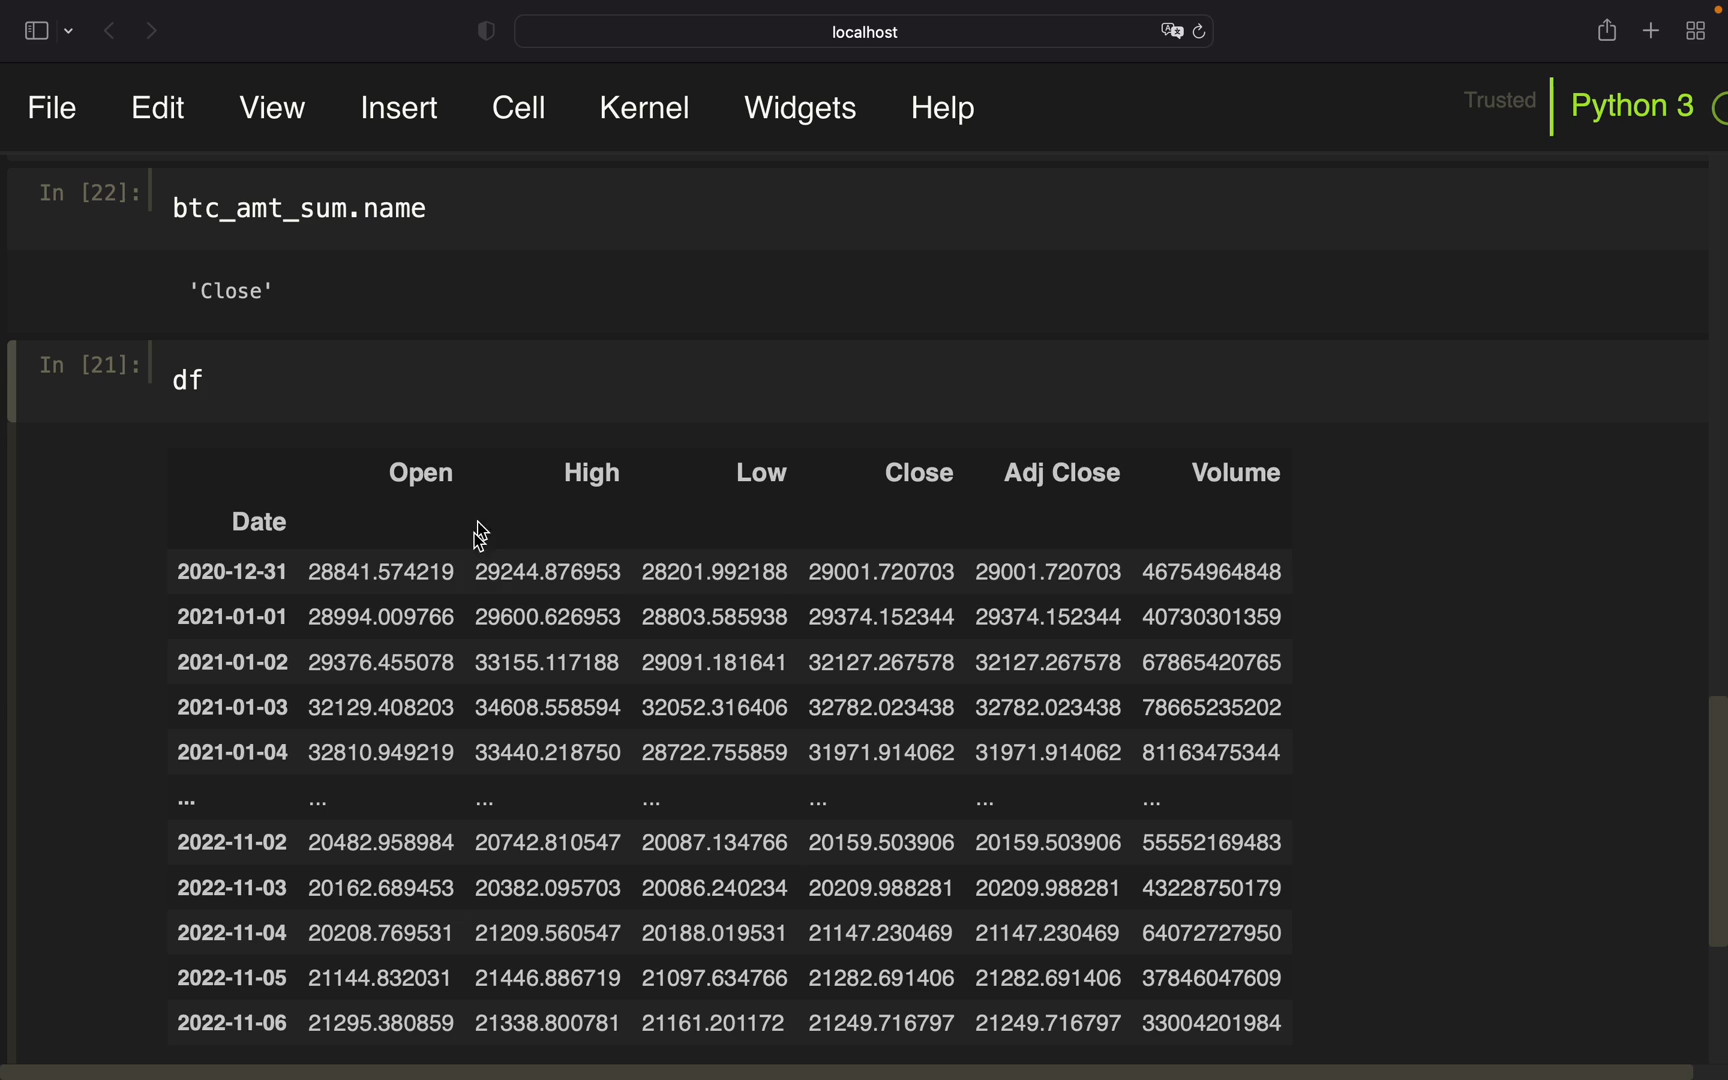 localhost
File Edit View Insert Cell Kernel Widgets Help Trusted Python 3
In [22]: btc_amt_sum.name
'Close'
In [21]: df
Open High Low Close Adj Close Volume
Date
2020-12-31 28841.574219 29244.876953 28201.992188 29001.720703 29001.720703 46754964848
2021-01-01 28994.009766 29600.626953 28803.585938 29374.152344 29374.152344 40730301359
2021-01-02 29376.455078 33155.117188 29091.181641 32127.267578 32127.267578 67865420765
2021-01-03 32129.408203 34608.558594 32052.316406 32782.023438 32782.023438 78665235202
2021-01-04 32810.949219 33440.218750 28722.755859 31971.914062 31971.914062 81163475344
... ... ... ... ... ... ...
2022-11-02 20482.958984 20742.810547 20087.134766 20159.503906 20159.503906 55552169483
2022-11-03 20162.689453 20382.095703 20086.240234 20209.988281 20209.988281 43228750179
2022-11-04 20208.769531 21209.560547 20188.019531 21147.230469 21147.230469 64072727950
2022-11-05 21144.832031 21446.886719 21097.634766 21282.691406 21282.691406 37846047609
2022-11-06 21295.380859 21338.800781 21161.201172 21249.716797 21249.716797 33004201984